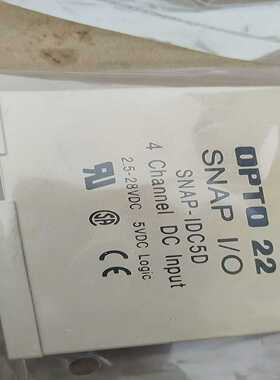 OPTO 22
SNAP I/O
SNAP-IDC5D
4 Channel DC Input
2.5-28VDC 5VDC Logic